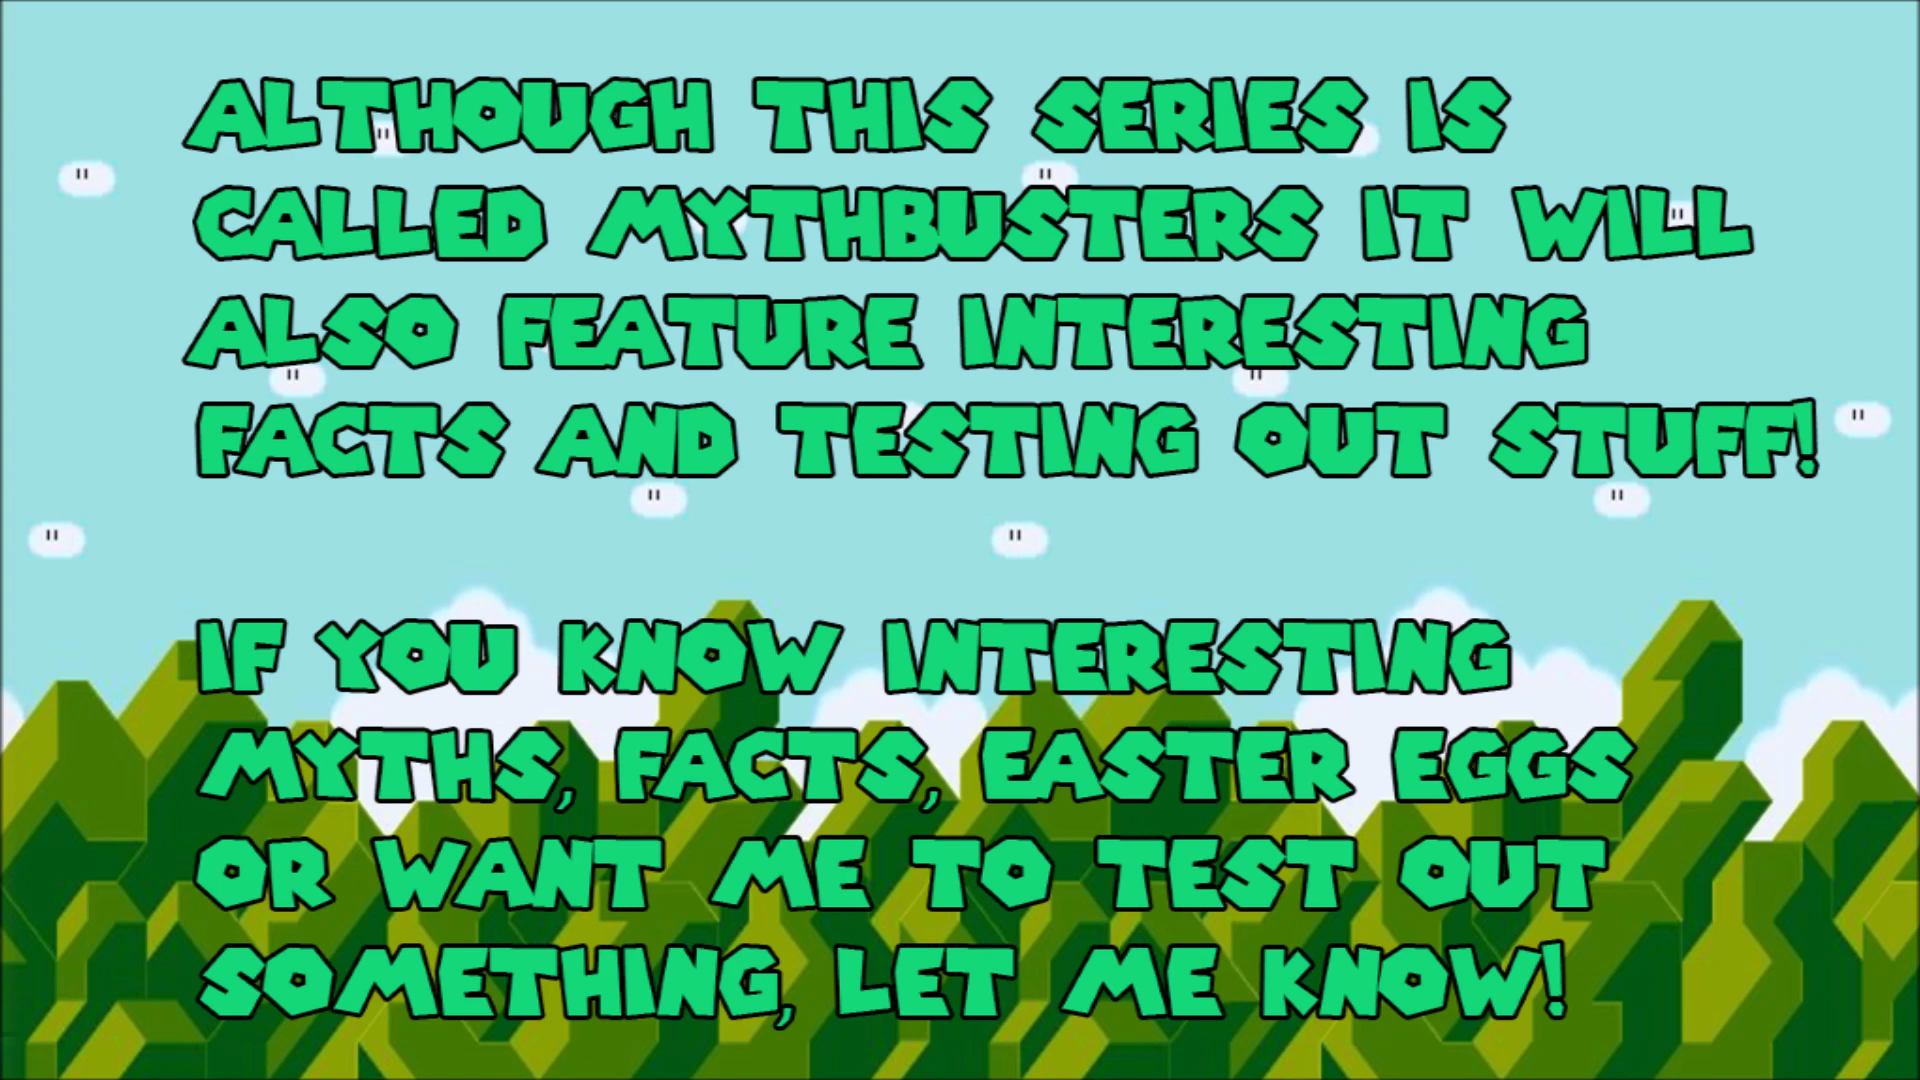 ALTHOUGH THIS SERIES IS
CALLED MYTHBUSTERS IT WILL
ALSO FEATURE INTERESTING
FACTS AND TESTING OUT STUFF!
IF YOU KNOW INTERESTING
MYTHS, FACTS, EASTER EGGS
OR WANT ME TO TEST OUT
SOMETHING, LET ME KNOW!